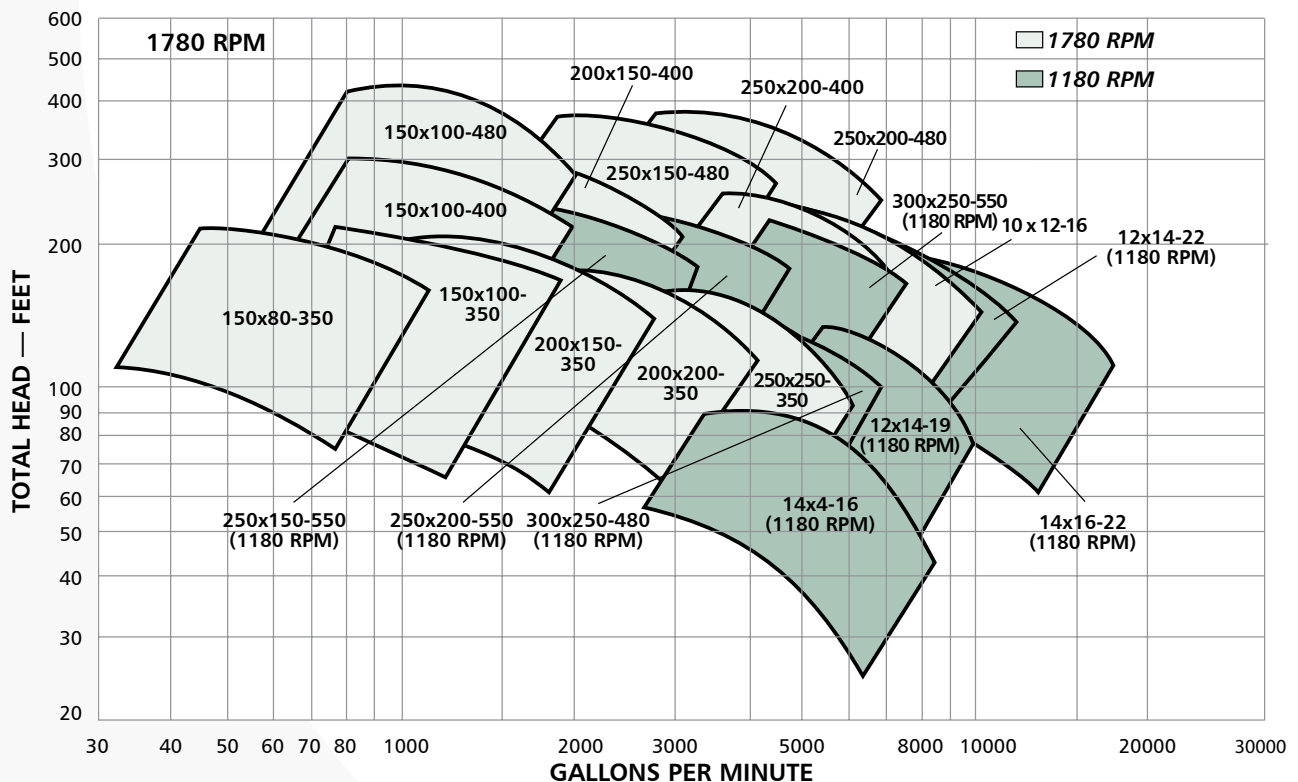 1780 RPM
1780 RPM
1180 RPM
600
500
400
300
200
100
90
80
70
60
50
40
30
20
TOTAL HEAD — FEET
200x150-400
250x200-400
150x100-480
250x200-480
250x150-480
300x250-550
(1180 RPM)
10 x 12-16
12x14-22
(1180 RPM)
150x100-400
150x100-
350
150x80-350
200x150-
350
200x200-
350
250x250-
350
12x14-19
(1180 RPM)
14x4-16
(1180 RPM)
250x150-550
(1180 RPM)
250x200-550
(1180 RPM)
300x250-480
(1180 RPM)
14x16-22
(1180 RPM)
30
40
50
60
70
80
1000
2000
3000
5000
8000
10000
20000
30000
GALLONS PER MINUTE